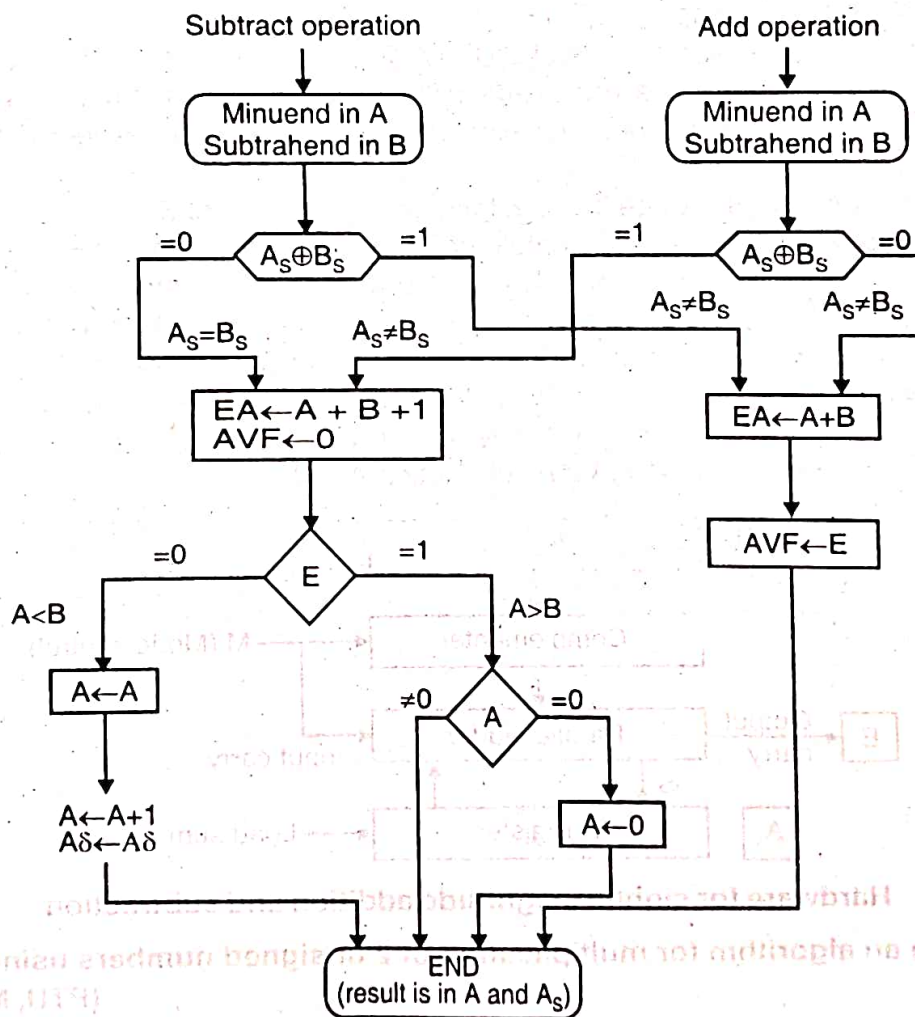 Subtract operation
Add operation
Minuend in A
Subtrahend in B
Minuend in A
Subtrahend in B
=0
A_S⊕B_S
=1
=1
A_S⊕B_S
=0
A_S=B_S
A_S≠B_S
A_S≠B_S
A_S≠B_S
EA←A + B +1
AVF←0
EA←A+B
AVF←E
=0
E
=1
A<B
A>B
A←A
≠0
A
=0
A←A+1
Aδ←Aδ
A←0
END
(result is in A and A_S)